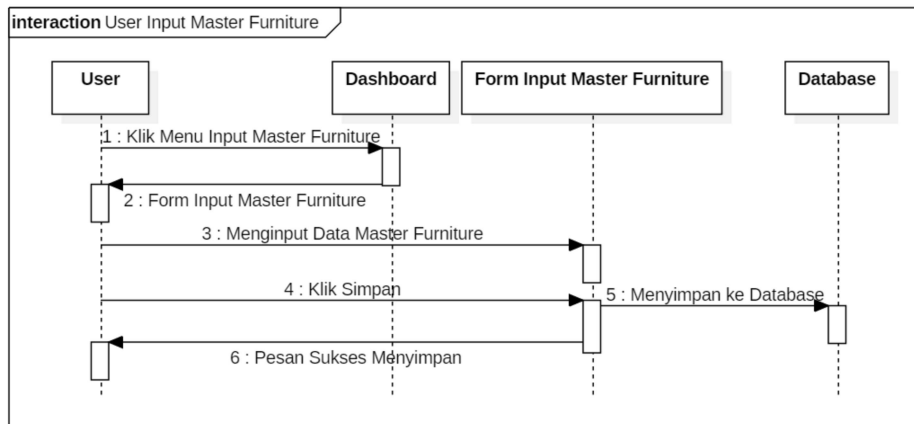 interaction User Input Master Furniture
User
Dashboard
Form Input Master Furniture
Database
1 : Klik Menu Input Master Furniture
2 : Form Input Master Furniture
3 : Menginput Data Master Furniture
4 : Klik Simpan
5 : Menyimpan ke Database
6 : Pesan Sukses Menyimpan